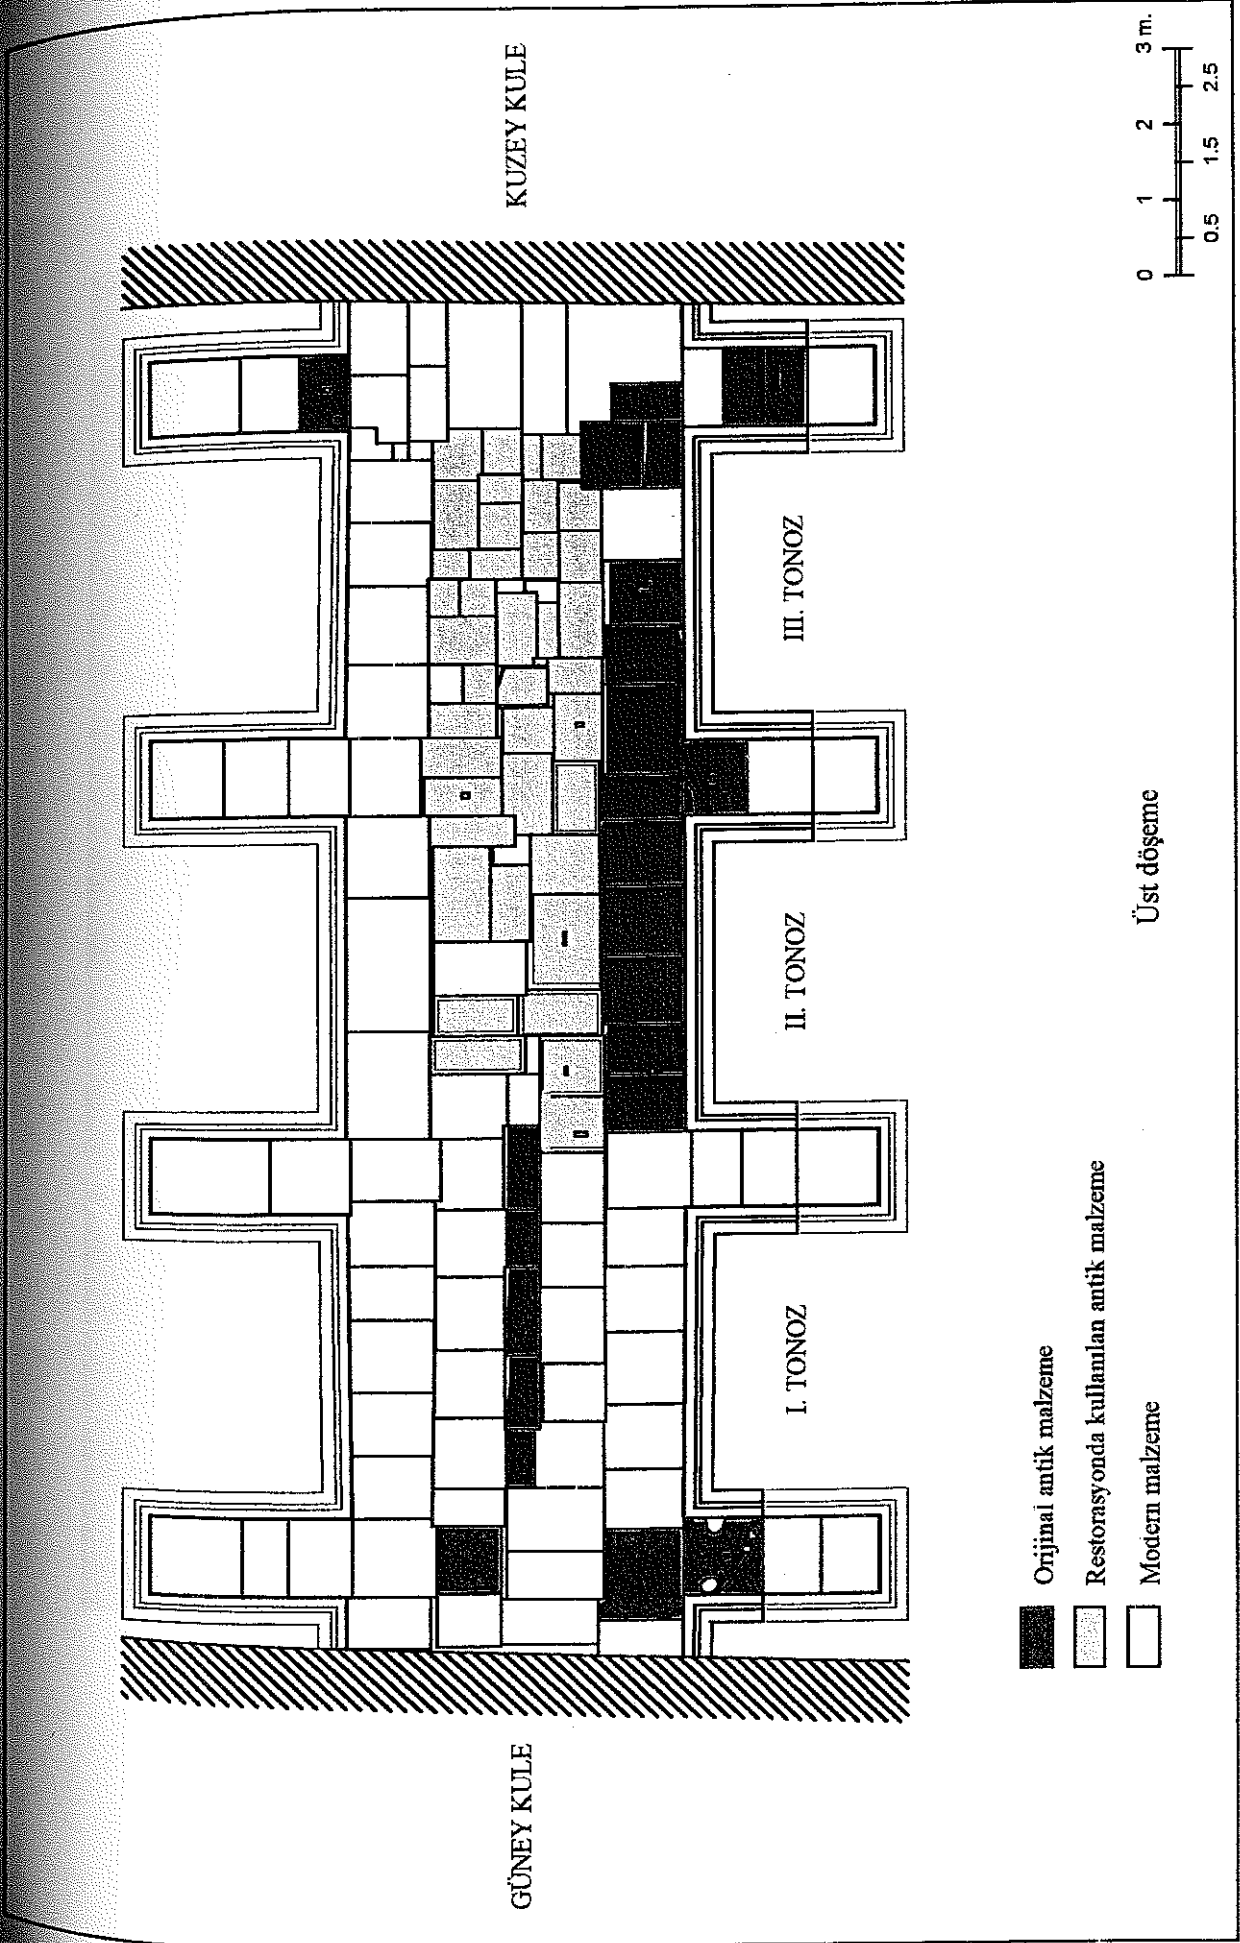 GÜNEY KULE
KUZEY KULE
I. TONOZ
II. TONOZ
III. TONOZ
Orijinal antik malzeme
Restorasyonda kullanılan antik malzeme
Modern malzeme
Üst döşeme
0 1 2 3 m.
0.5 1.5 2.5